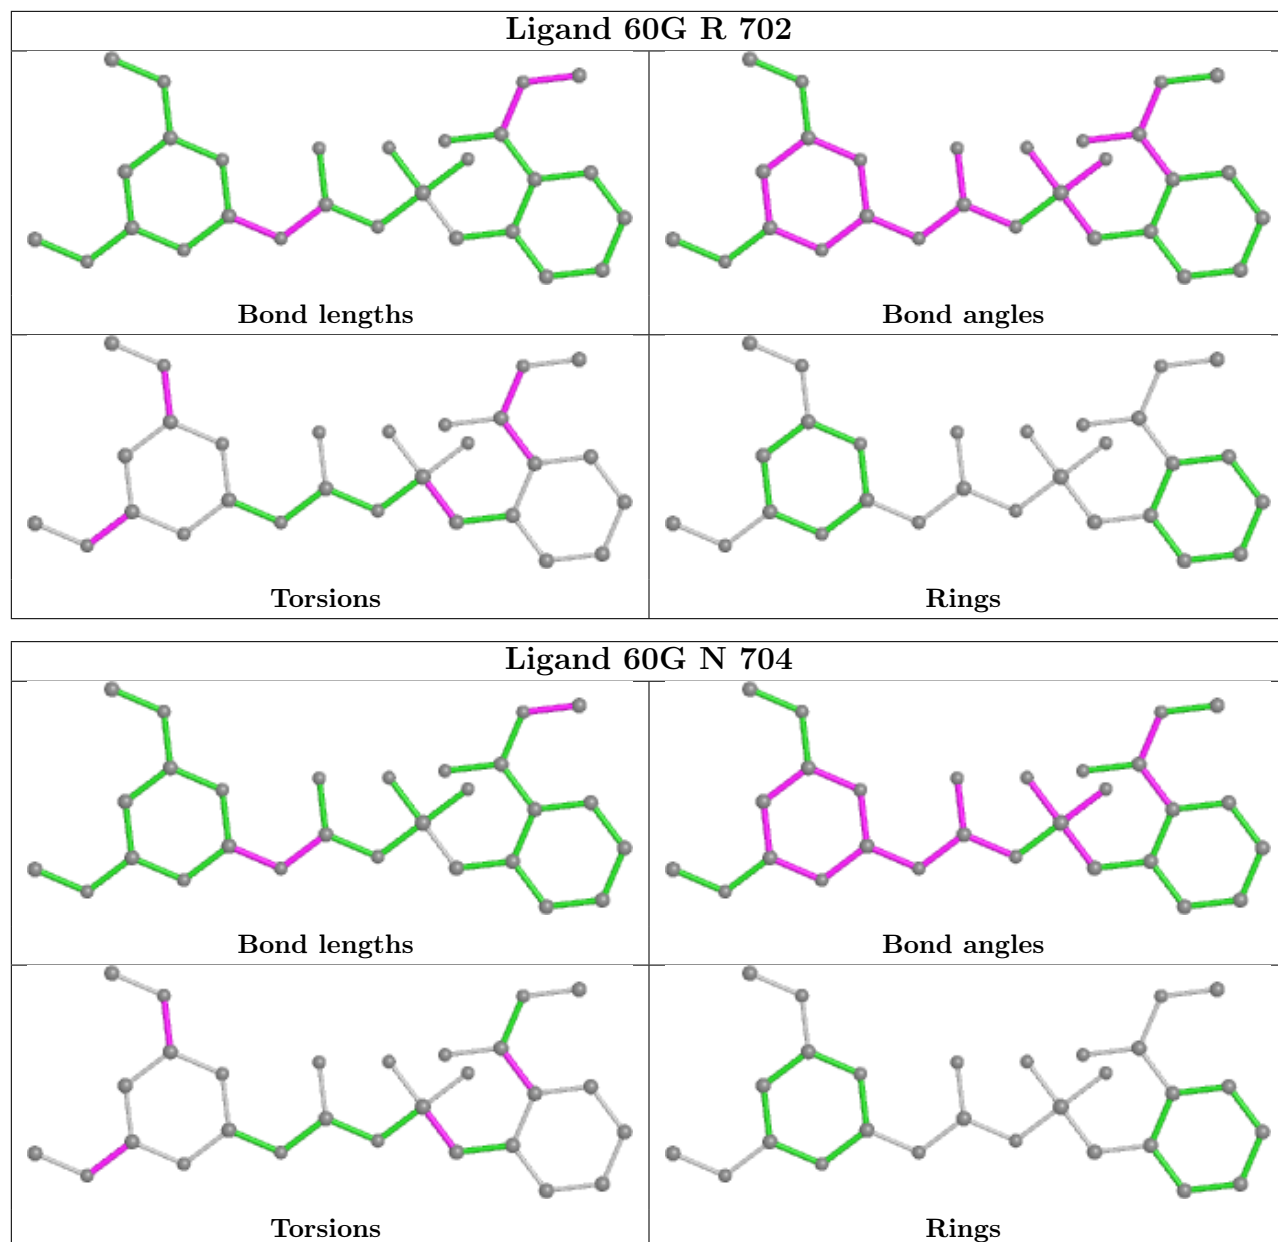 Ligand 60G R 702
Bond lengths
Bond angles
Torsions
Rings
Ligand 60G N 704
Bond lengths
Bond angles
Torsions
Rings